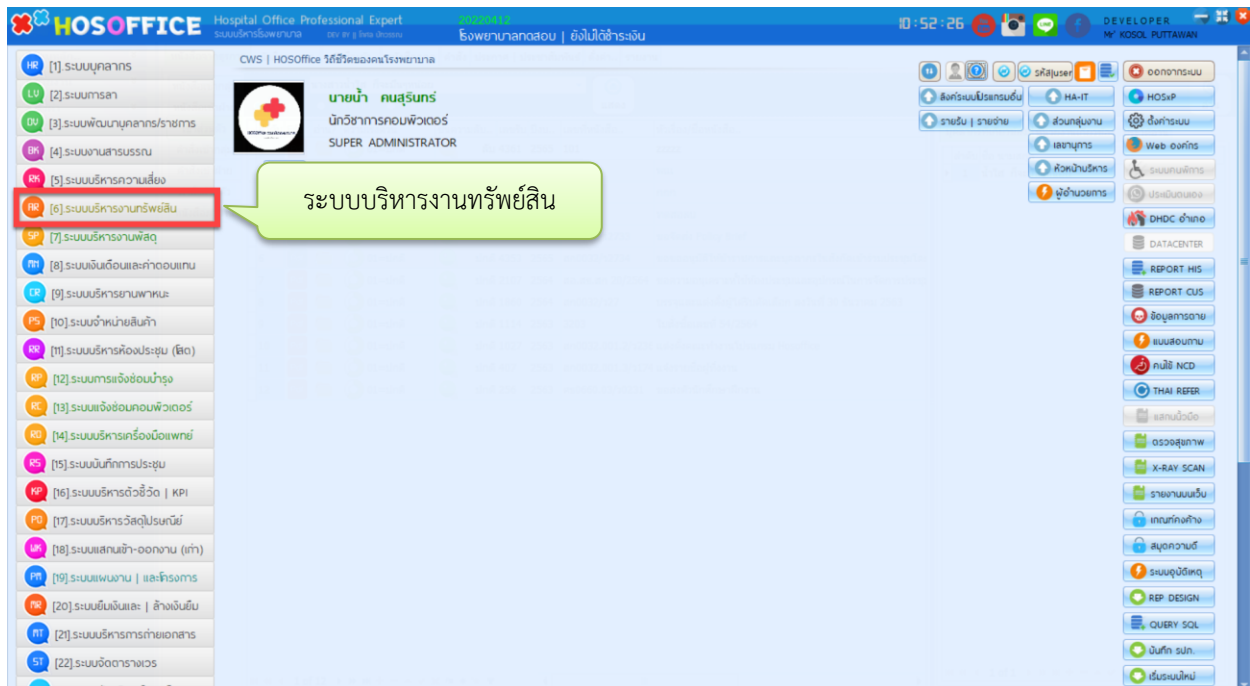 HOSOFFICE
Hospital Office Professional Expert
20220412
ระบบบริหารโรงพยาบาล
โรงพยาบาลทดสอบ | ยังไม่ได้ชำระเงิน
10:52:26
DEVELOPER
Mr' KOSOL PUTTAWAN
CWS | HOSOffice วิถีชีวิตของคนโรงพยาบาล
นายน้ำ คนสุรินทร์
นักวิชาการคอมพิวเตอร์
SUPER ADMINISTRATOR
ระบบบริหารงานทรัพย์สิน
HR [1].ระบบบุคลากร
LV [2].ระบบการลา
DV [3].ระบบพัฒนาบุคลากร/ราชการ
BK [4].ระบบงานสารบรรณ
RK [5].ระบบบริหารความเสี่ยง
AR [6].ระบบบริหารงานทรัพย์สิน
SP [7].ระบบบริหารงานพัสดุ
[8].ระบบเงินเดือนและค่าตอบแทน
CR [9].ระบบบริหารยานพาหนะ
PS [10].ระบบจำหน่ายสินค้า
RR [11].ระบบบริหารห้องประชุม (โสต)
RP [12].ระบบการแจ้งซ่อมบำรุง
RC [13].ระบบแจ้งซ่อมคอมพิวเตอร์
RD [14].ระบบบริหารเครื่องมือแพทย์
RS [15].ระบบบันทึกการประชุม
KP [16].ระบบบริหารตัวชี้วัด | KPI
PO [17].ระบบบริหารวัสดุไปรษณีย์
WK [18].ระบบแสกนเข้า-ออกงาน (เก่า)
[19].ระบบแผนงาน | และโครงการ
[20].ระบบยืมเงินและ | ล้างเงินยืม
[21].ระบบบริหารการถ่ายเอกสาร
ST [22].ระบบจัดตารางเวร
รหัสuser
ออกจากระบบ
ลิงค์ระบบโปรแกรมอื่น
HA-IT
HOSxP
รายรับ | รายจ่าย
ส่วนกลุ่มงาน
ตั้งค่าระบบ
เลขานุการ
Web องค์กร
หัวหน้าบริหาร
ระบบคนพิการ
ผู้อำนวยการ
ประเมินตนเอง
DHDC อำเภอ
DATACENTER
REPORT HIS
REPORT CUS
ข้อมูลการตาย
แบบสอบถาม
คนไข้ NCD
THAI REFER
แสกนนิ้วมือ
ตรวจสุขภาพ
X-RAY SCAN
รายงานบนเว็บ
เกณฑ์คงค้าง
สมุดความดี
ระบบอุบัติเหตุ
REP DESIGN
QUERY SQL
บันทึก รปภ.
เริ่มระบบใหม่